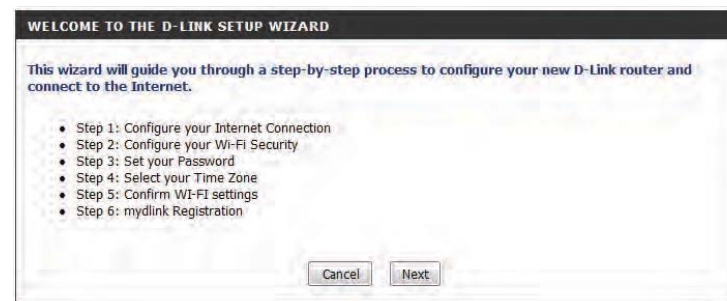 WELCOME TO THE D-LINK SETUP WIZARD
This wizard will guide you through a step-by-step process to configure your new D-Link router and
connect to the Internet.
• Step 1: Configure your Internet Connection
• Step 2: Configure your Wi-Fi Security
• Step 3: Set your Password
• Step 4: Select your Time Zone
• Step 5: Confirm WI-FI settings
• Step 6: mydlink Registration
Cancel Next